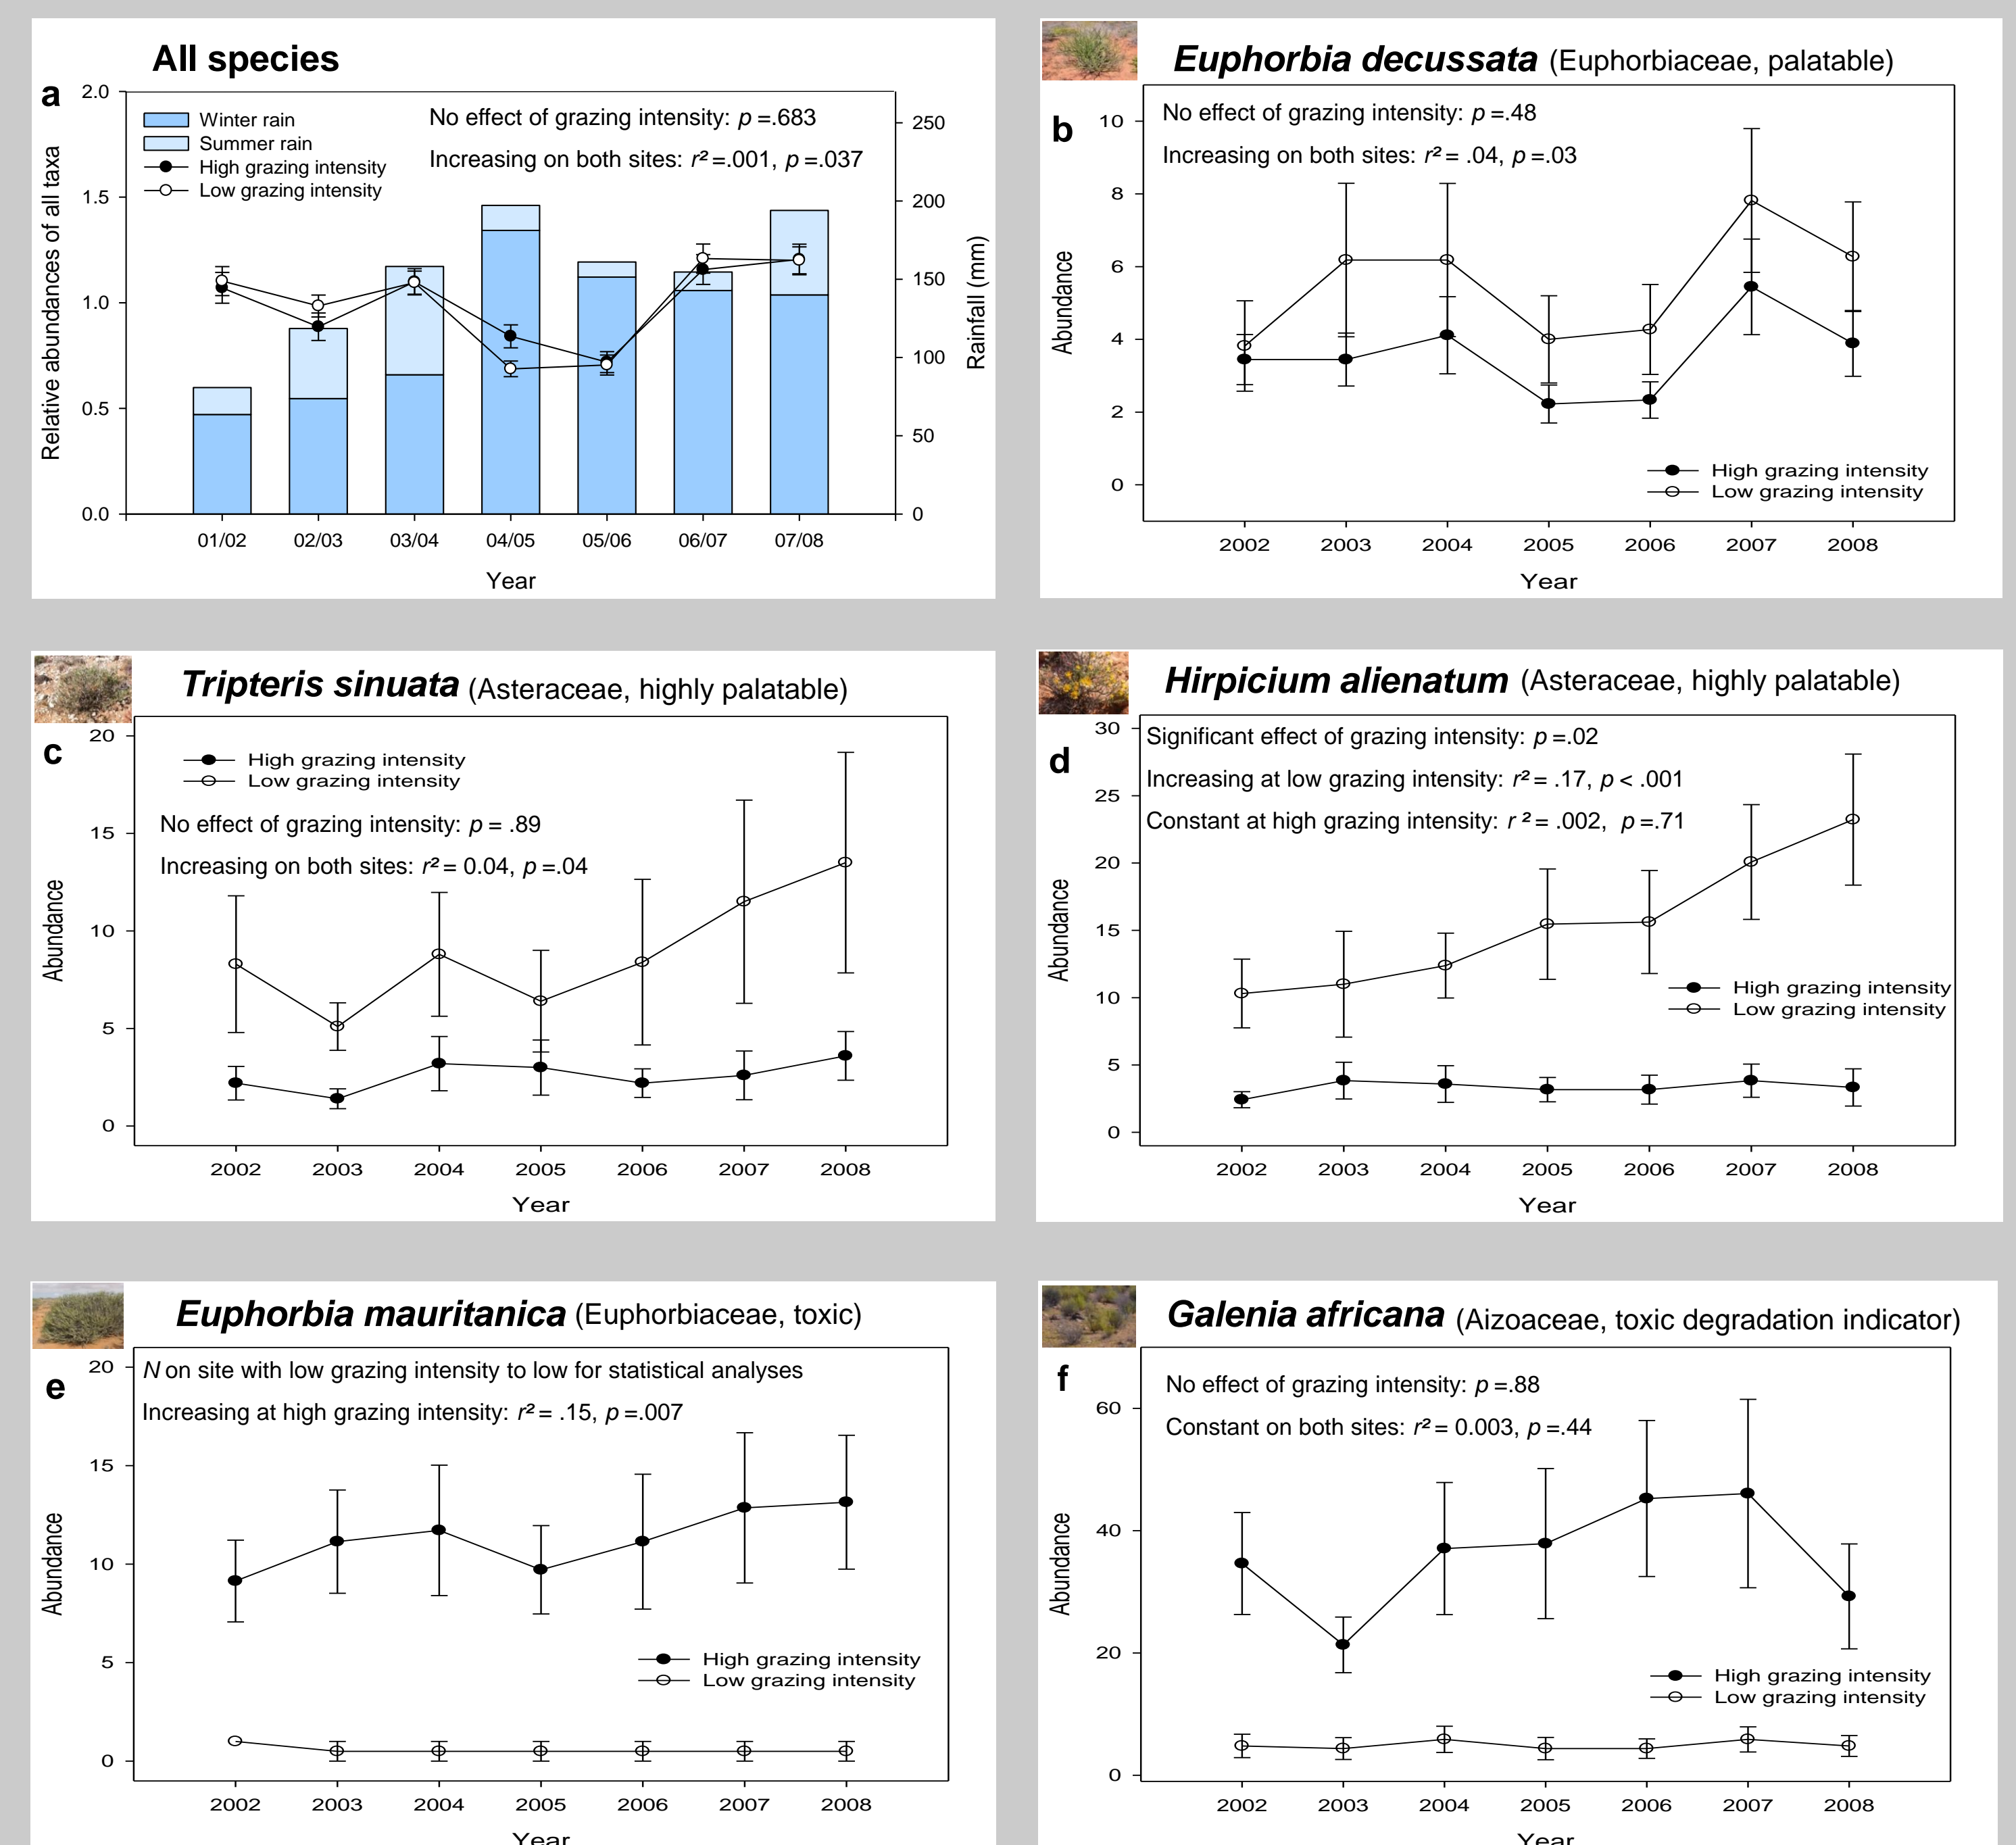 All species
a
2.0
1.5
1.0
0.5
0.0
Relative abundances of all taxa
Winter rain
Summer rain
High grazing intensity
Low grazing intensity
No effect of grazing intensity: p =.683
Increasing on both sites: r² =.001, p =.037
250
200
150
100
50
0
Rainfall (mm)
01/02 02/03 03/04 04/05 05/06 06/07 07/08
Year
Euphorbia decussata (Euphorbiaceae, palatable)
b
10
8
6
4
2
0
Abundance
No effect of grazing intensity: p =.48
Increasing on both sites: r² = .04, p =.03
High grazing intensity
Low grazing intensity
2002 2003 2004 2005 2006 2007 2008
Year
Tripteris sinuata (Asteraceae, highly palatable)
c
20
15
10
5
0
Abundance
High grazing intensity
Low grazing intensity
No effect of grazing intensity: p = .89
Increasing on both sites: r² = 0.04, p =.04
2002 2003 2004 2005 2006 2007 2008
Year
Hirpicium alienatum (Asteraceae, highly palatable)
d
30
25
20
15
10
5
0
Abundance
Significant effect of grazing intensity: p =.02
Increasing at low grazing intensity: r² = .17, p < .001
Constant at high grazing intensity: r ² = .002, p =.71
High grazing intensity
Low grazing intensity
2002 2003 2004 2005 2006 2007 2008
Year
Euphorbia mauritanica (Euphorbiaceae, toxic)
e
20
15
10
5
0
Abundance
N on site with low grazing intensity to low for statistical analyses
Increasing at high grazing intensity: r² = .15, p =.007
High grazing intensity
Low grazing intensity
2002 2003 2004 2005 2006 2007 2008
Year
Galenia africana (Aizoaceae, toxic degradation indicator)
f
60
40
20
0
Abundance
No effect of grazing intensity: p =.88
Constant on both sites: r² = 0.003, p =.44
High grazing intensity
Low grazing intensity
2002 2003 2004 2005 2006 2007 2008
Year